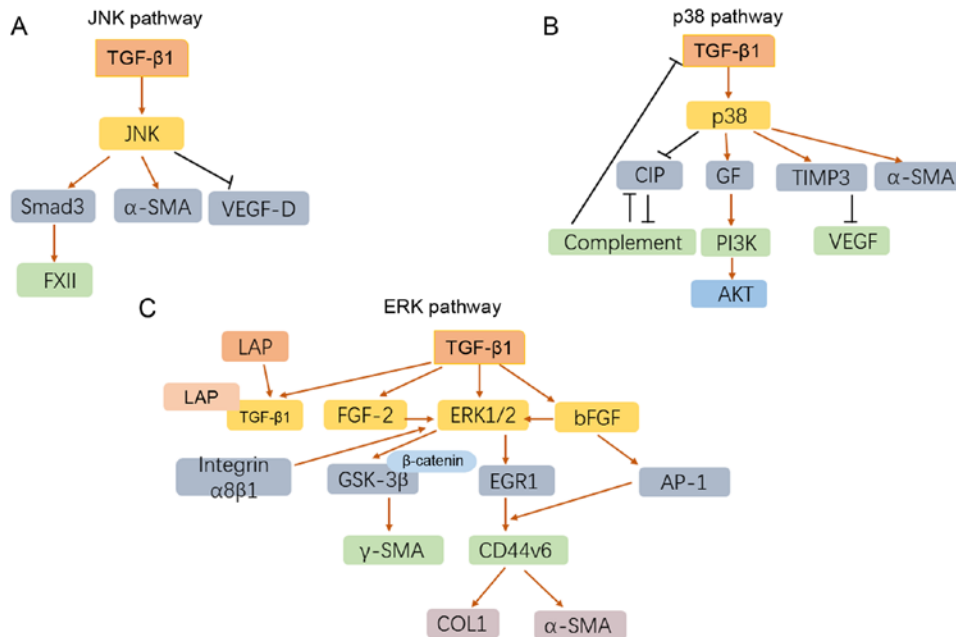 A
JNK pathway
TGF-β1
JNK
Smad3
α-SMA
VEGF-D
FXII
B
p38 pathway
TGF-β1
p38
CIP
GF
TIMP3
α-SMA
Complement
PI3K
VEGF
AKT
C
ERK pathway
LAP
TGF-β1
LAP
TGF-β1
FGF-2
ERK1/2
bFGF
Integrin
α8β1
β-catenin
GSK-3β
EGR1
AP-1
γ-SMA
CD44v6
COL1
α-SMA